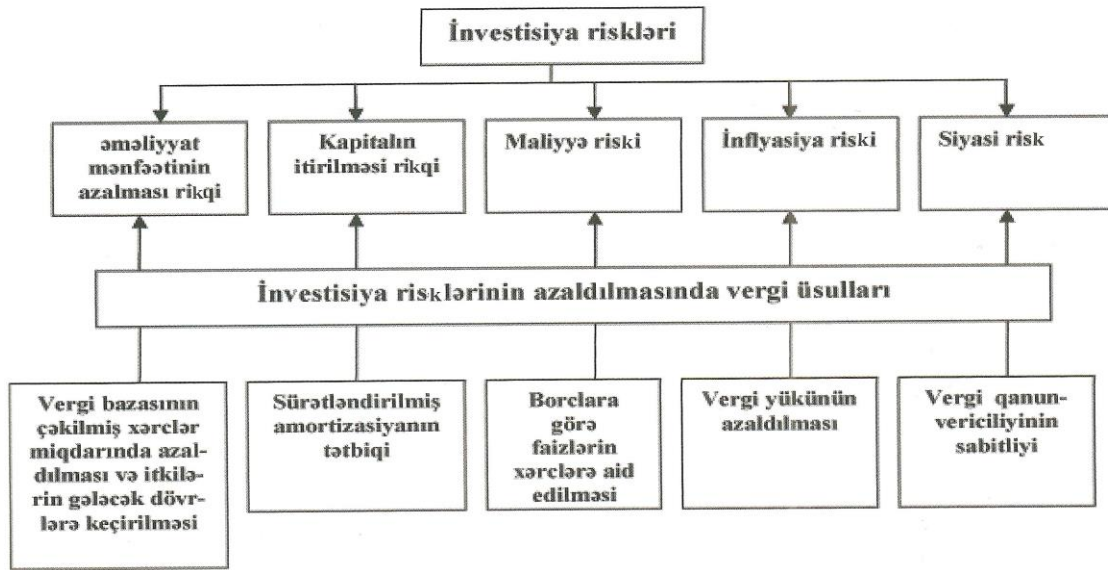 İnvestisiya riskləri
əməliyyat
mənfəətinin
azalması rikqi
Kapitalın
itirilməsi rikqi
Maliyyə riski
İnflyasiya riski
Siyasi risk
İnvestisiya risklərinin azaldılmasında vergi üsulları
Vergi bazasının
çəkilmiş xərclər
miqdarında azal-
dılması və itkilə-
rin gələcək dövr-
lərə keçirilməsi
Sürətləndirilmiş
amortizasiyanın
tətbiqi
Borclara
görə
faizlərin
xərclərə aid
edilməsi
Vergi yükünün
azaldılması
Vergi qanun-
vericiliyinin
sabitliyi